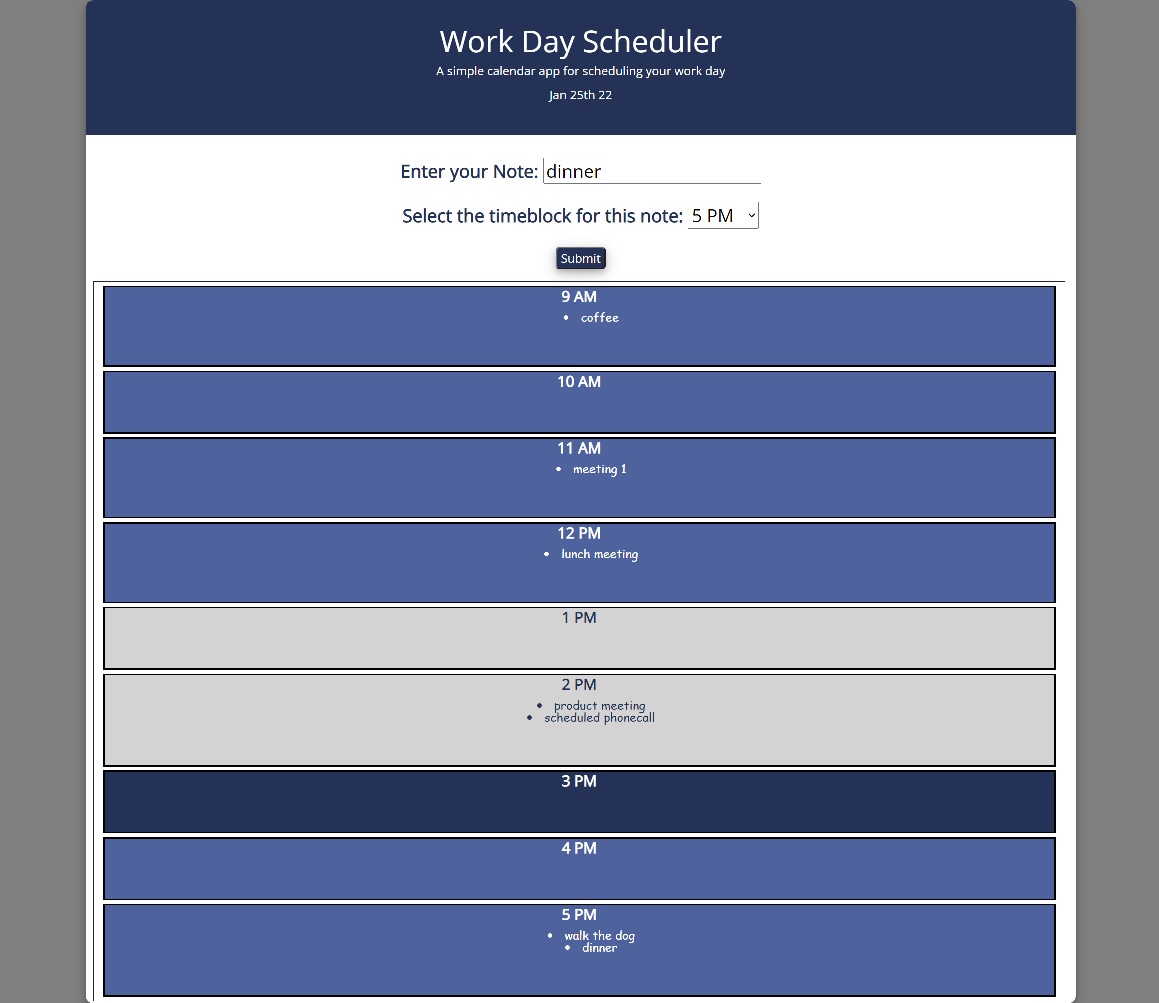 Work Day Scheduler
A simple calendar app for scheduling your work day
Jan 25th 22
Enter your Note: dinner
Select the timeblock for this note: 5 PM
Submit
9 AM
• coffee
10 AM
11 AM
• meeting 1
12 PM
• lunch meeting
1 PM
2 PM
• product meeting
• scheduled phonecall
3 PM
4 PM
5 PM
• walk the dog
• dinner